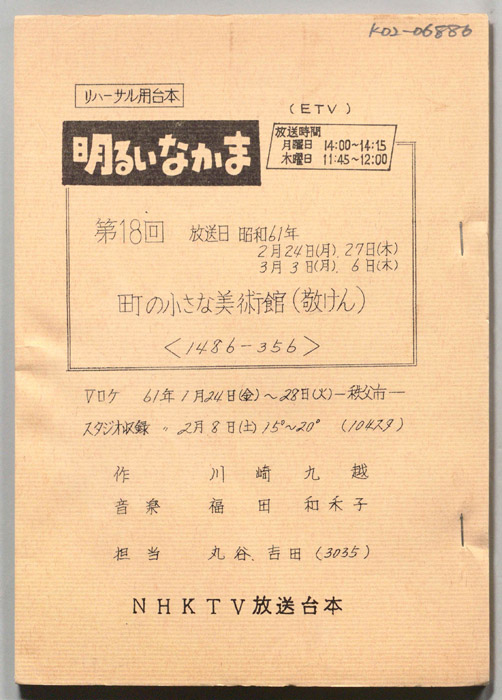 K02-06886
リハーサル用台本
(ETV)
明るいなかま
放送時間
月曜日 14:00~14:15
木曜日 11:45~12:00
第18回 放送日 昭和61年
2月24日(月)、27日(木)
3月3日(月)、6日(木)
町の小さな美術館(敬けん)
<1486-356>
▽ロケ 61年1月24日(金)~28日(火)—秩父市—
スタジオ収録 〃 2月8日(土)15°~20° (104スタ)
作 川崎九越
音楽 福田和禾子
担当 丸谷、吉田(3035)
NHKTV放送台本